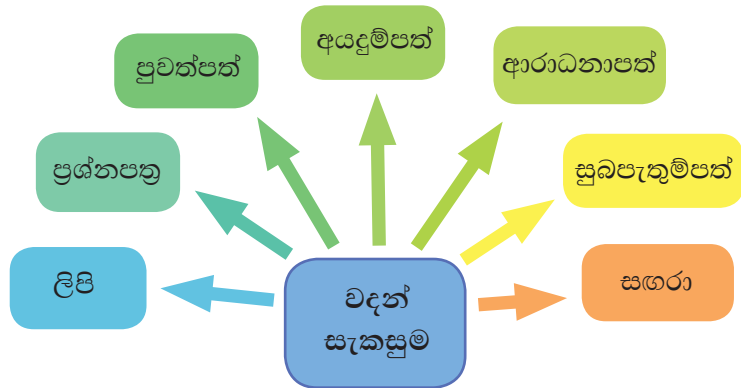 අයදුම්පත්
පුවත්පත්
ආරාධනාපත්
ප්‍රශ්නපත්‍ර
සුබපැතුම්පත්
ලිපි
සඟරා
වදන්
සැකසුම